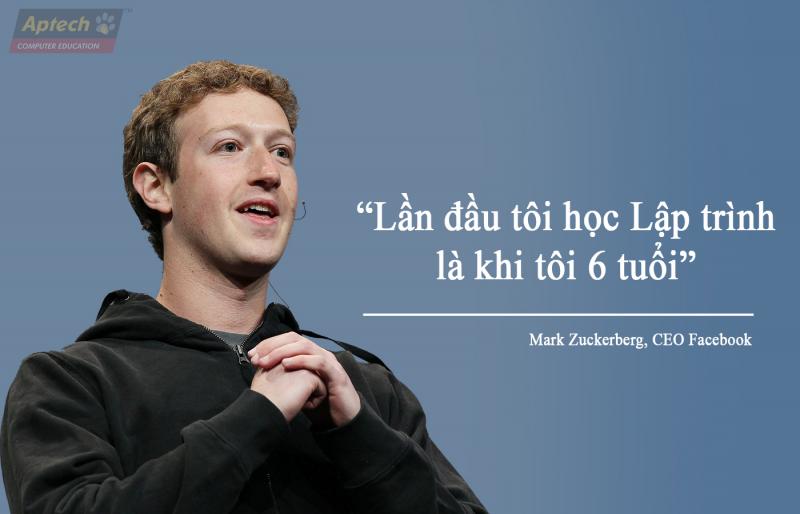 Aptech
COMPUTER EDUCATION
“Lần đầu tôi học Lập trình
là khi tôi 6 tuổi”
Mark Zuckerberg, CEO Facebook